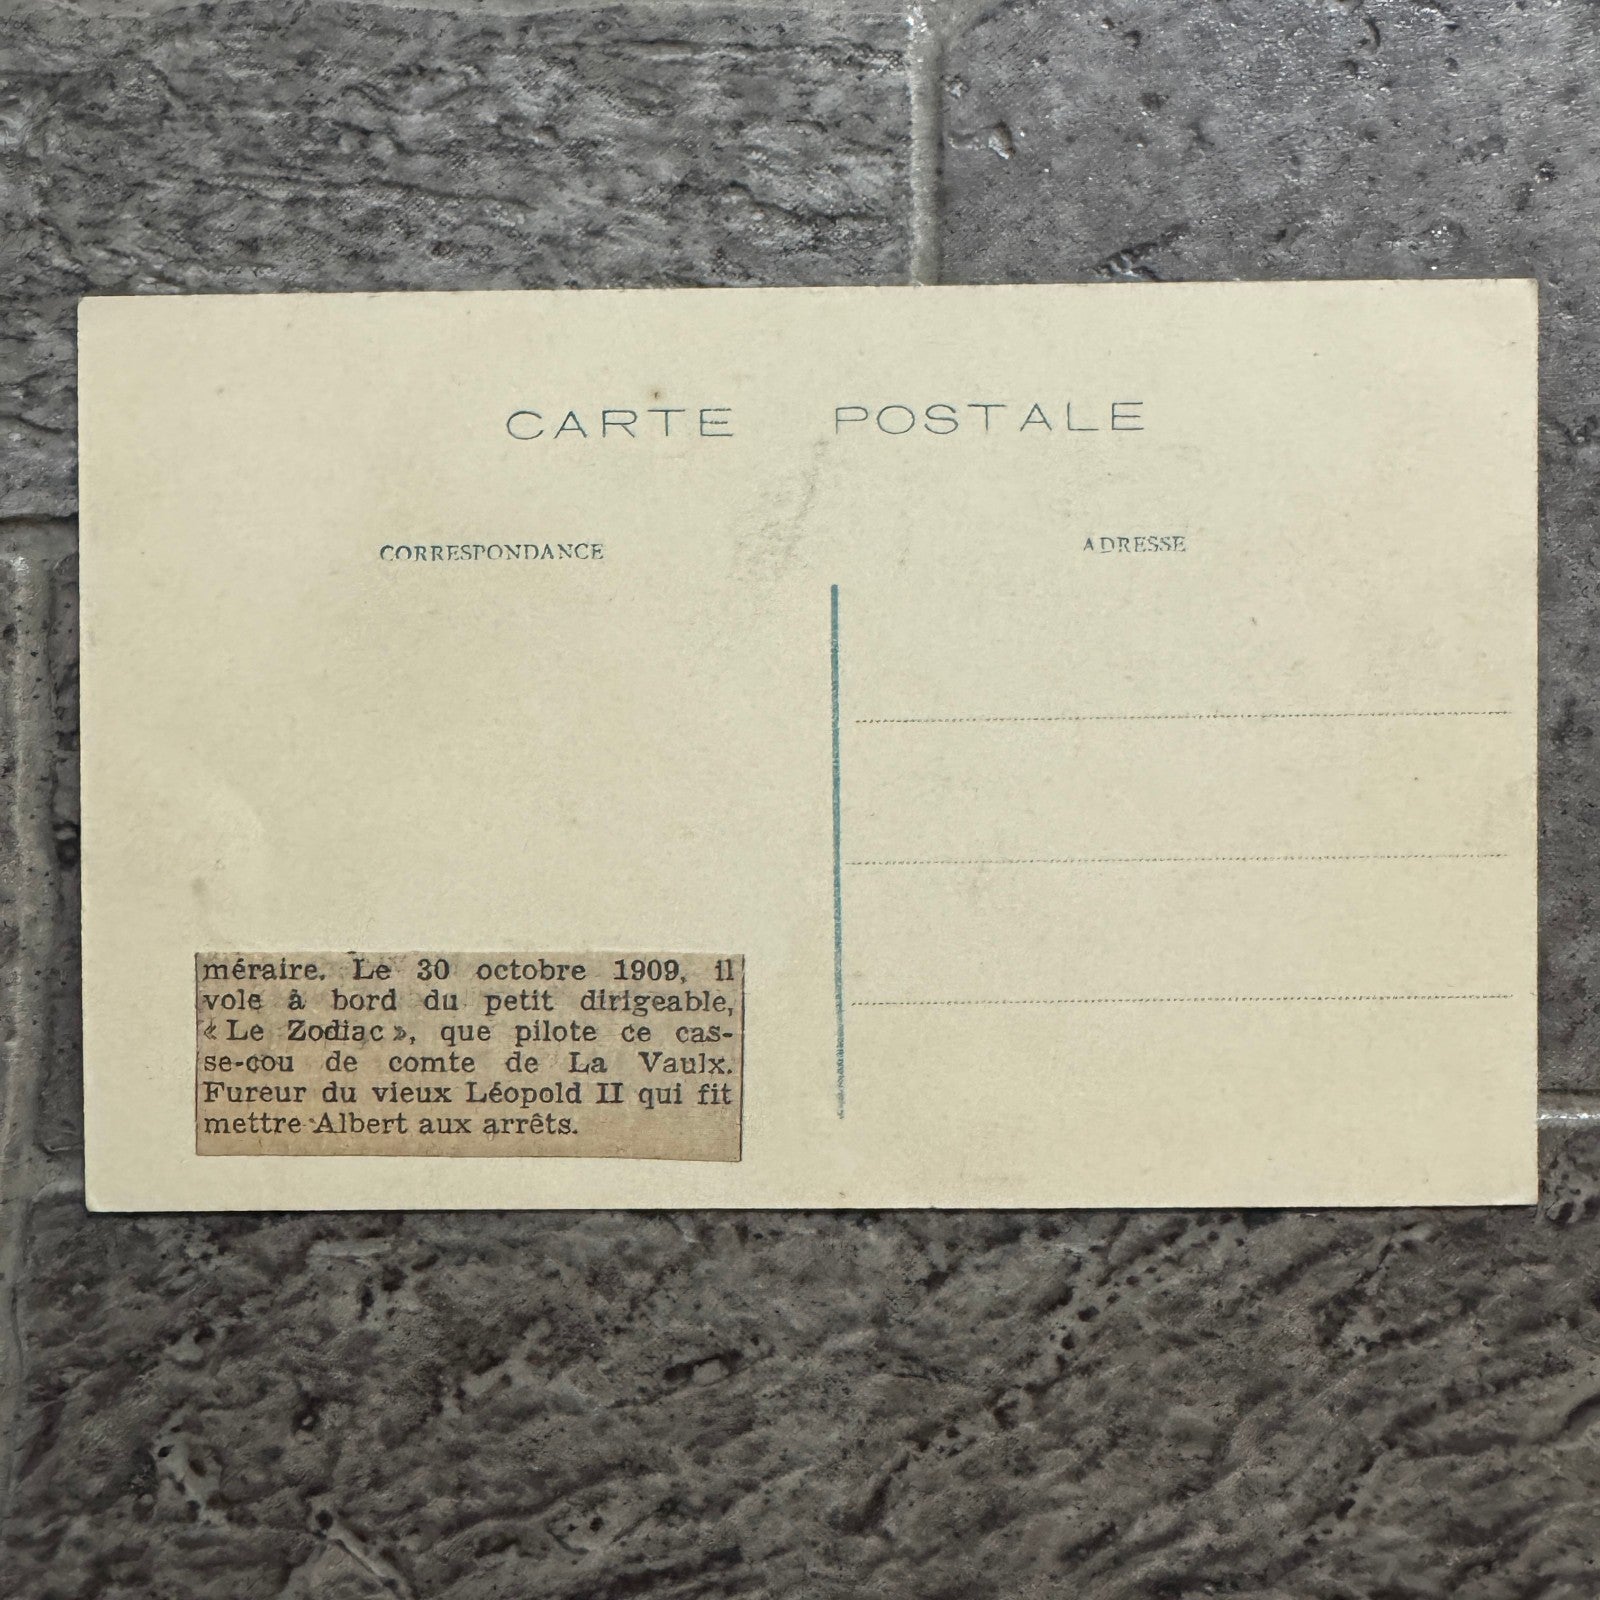 CARTE POSTALE
CORRESPONDANCE
ADRESSE
méraire. Le 30 octobre 1909, il
vole à bord du petit dirigeable,
« Le Zodiac », que pilote ce cas-
se-cou de comte de La Vaulx.
Fureur du vieux Léopold II qui fit
mettre Albert aux arrêts.